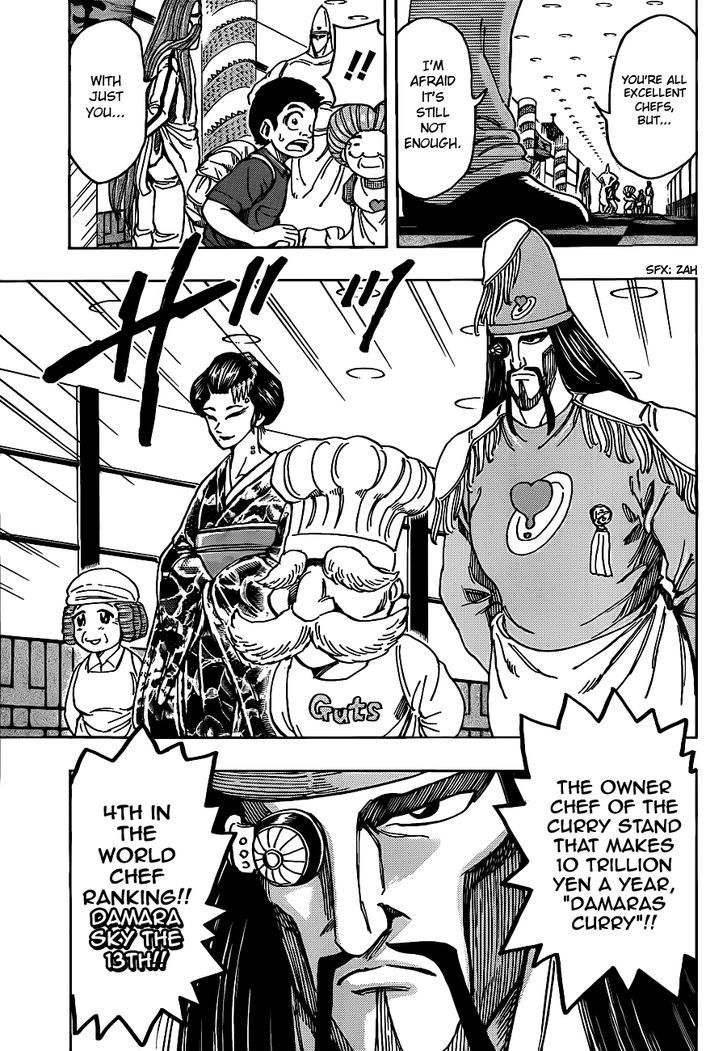 YOU'RE ALL
EXCELLENT
CHEFS,
BUT...
I'M
AFRAID
IT'S
STILL
NOT
ENOUGH.
!!
WITH
JUST
YOU...
SFX: ZAH
ザッ
Guts
THE OWNER
CHEF OF THE
CURRY STAND
THAT MAKES
10 TRILLION
YEN A YEAR,
"DAMARAS
CURRY"!!
4TH IN
THE
WORLD
CHEF
RANKING!!
DAMARA
SKY THE
13TH!!